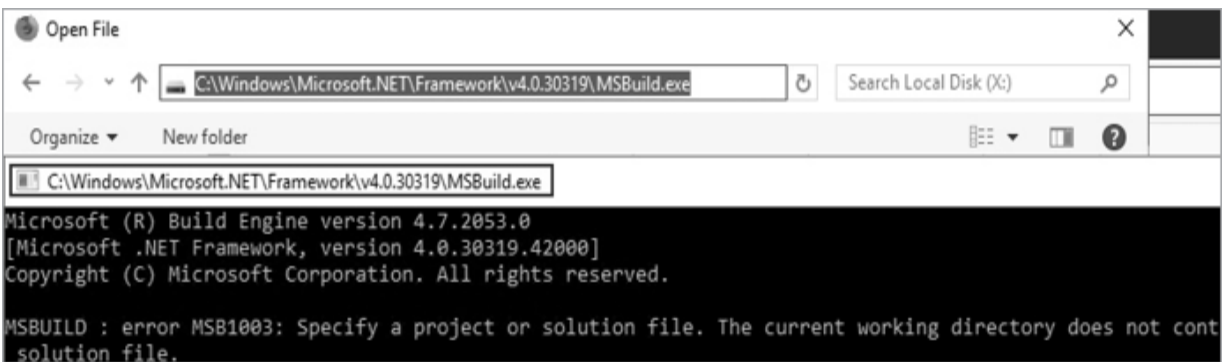 Open File
C:\Windows\Microsoft.NET\Framework\v4.0.30319\MSBuild.exe
Search Local Disk (X:)
Organize
New folder
C:\Windows\Microsoft.NET\Framework\v4.0.30319\MSBuild.exe
Microsoft (R) Build Engine version 4.7.2053.0
[Microsoft .NET Framework, version 4.0.30319.42000]
Copyright (C) Microsoft Corporation. All rights reserved.
MSBUILD : error MSB1003: Specify a project or solution file. The current working directory does not cont
solution file.